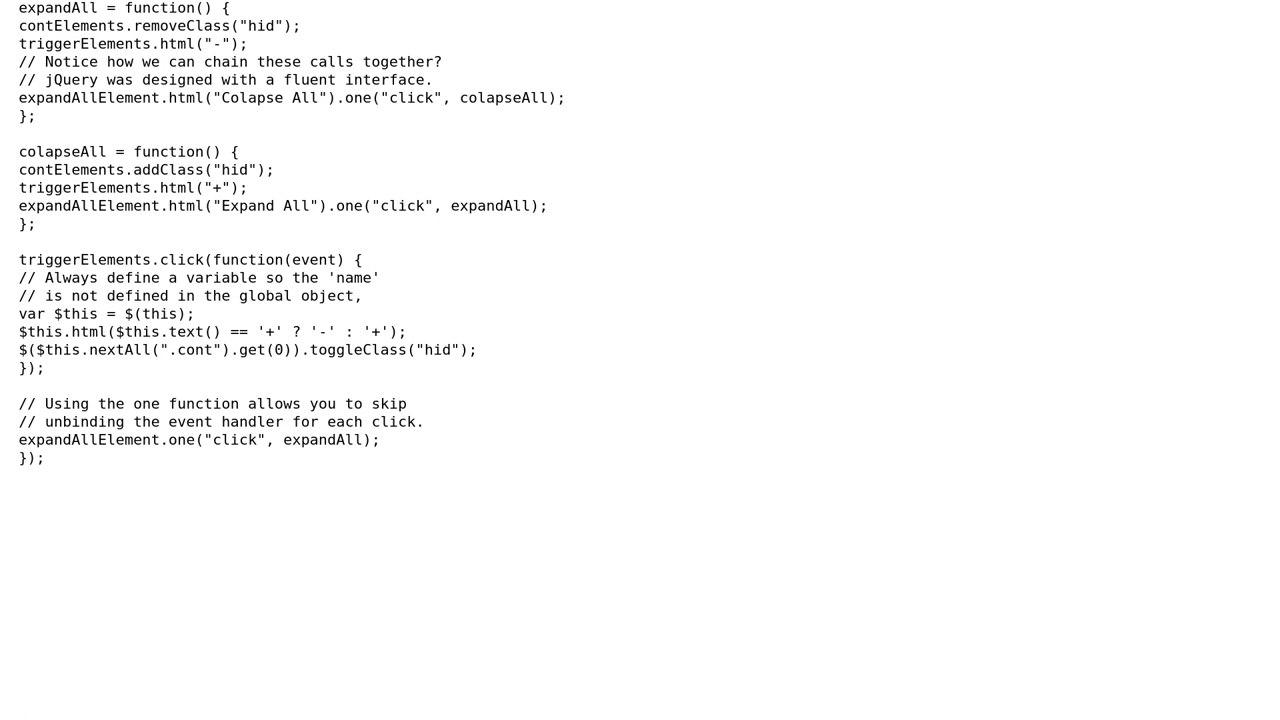 expandAll = function() {
contElements.removeClass("hid");
triggerElements.html("-");
// Notice how we can chain these calls together?
// jQuery was designed with a fluent interface.
expandAllElement.html("Colapse All").one("click", colapseAll);
};

colapseAll = function() {
contElements.addClass("hid");
triggerElements.html("+");
expandAllElement.html("Expand All").one("click", expandAll);
};

triggerElements.click(function(event) {
// Always define a variable so the 'name'
// is not defined in the global object,
var $this = $(this);
$this.html($this.text() == '+' ? '-' : '+');
$($this.nextAll(".cont").get(0)).toggleClass("hid");
});

// Using the one function allows you to skip
// unbinding the event handler for each click.
expandAllElement.one("click", expandAll);
});